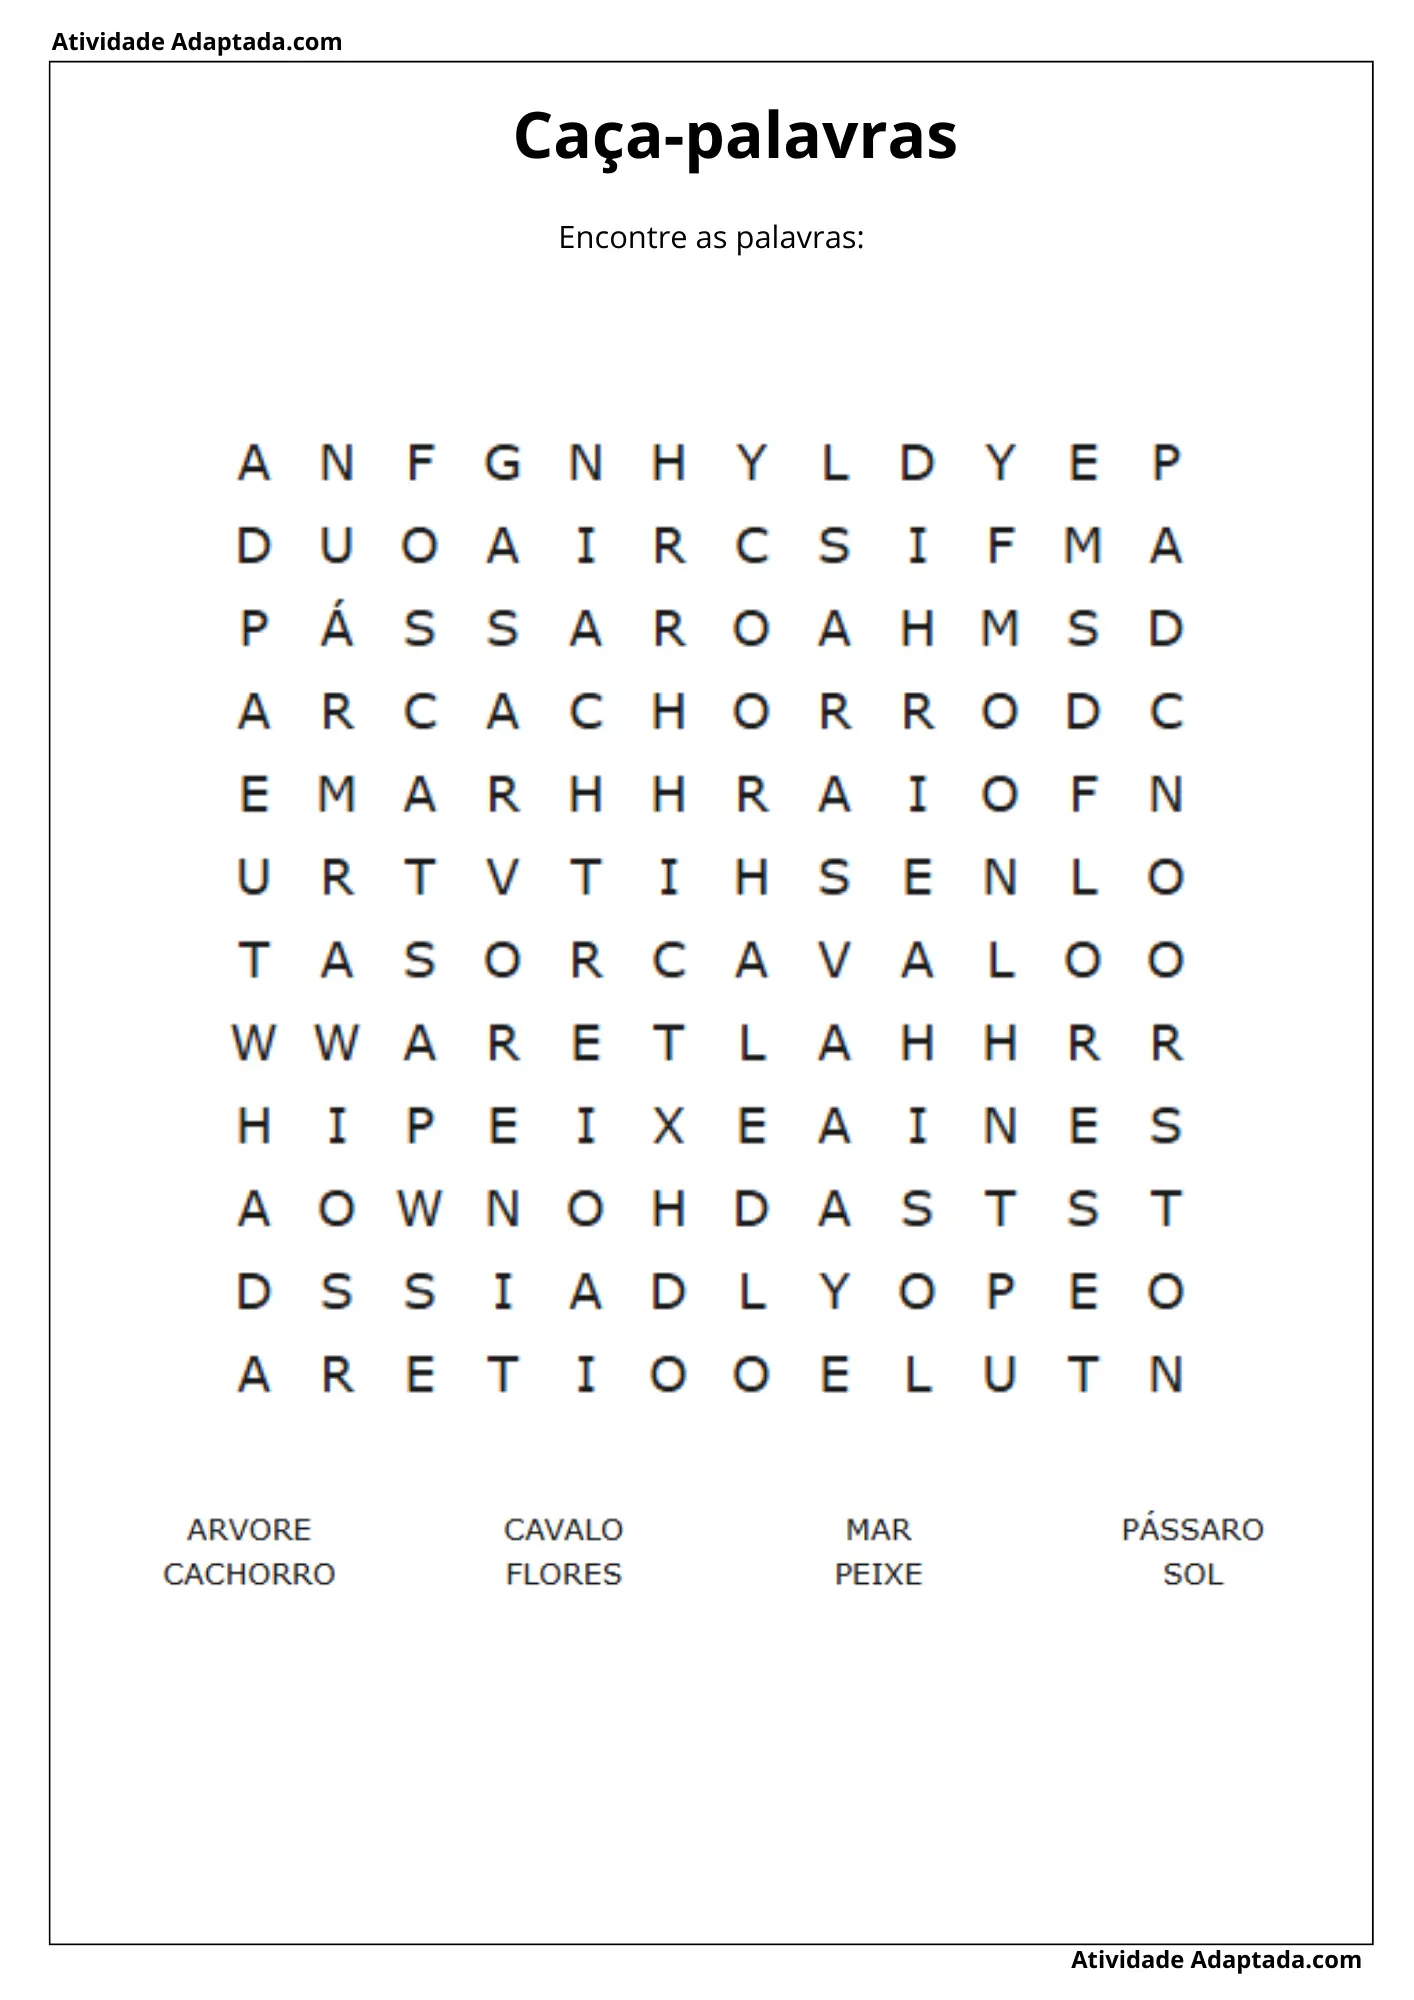 Atividade Adaptada.com
Caça-palavras
Encontre as palavras:
A N F G N H Y L D Y E P
D U O A I R C S I F M A
P Á S S A R O A H M S D
A R C A C H O R R O D C
E M A R H H R A I O F N
U R T V T I H S E N L O
T A S O R C A V A L O O
W W A R E T L A H H R R
H I P E I X E A I N E S
A O W N O H D A S T S T
D S S I A D L Y O P E O
A R E T I O O E L U T N
ARVORE CAVALO MAR PÁSSARO
CACHORRO FLORES PEIXE SOL
Atividade Adaptada.com